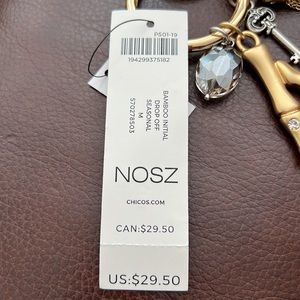 PS01-19
194299375182
BAMBOO INITIAL
DROP OFF
SEASONAL
M
570278503
NOSZ
CHICOS.COM
CAN:$29.50
US:$29.50